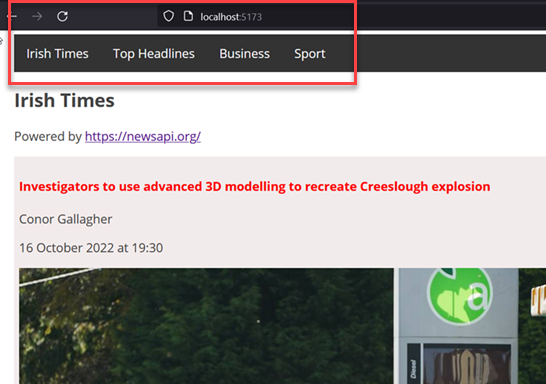 localhost:5173
Irish Times Top Headlines Business Sport
Irish Times
Powered by https://newsapi.org/
Investigators to use advanced 3D modelling to recreate Creeslough explosion
Conor Gallagher
16 October 2022 at 19:30
a
Diesel